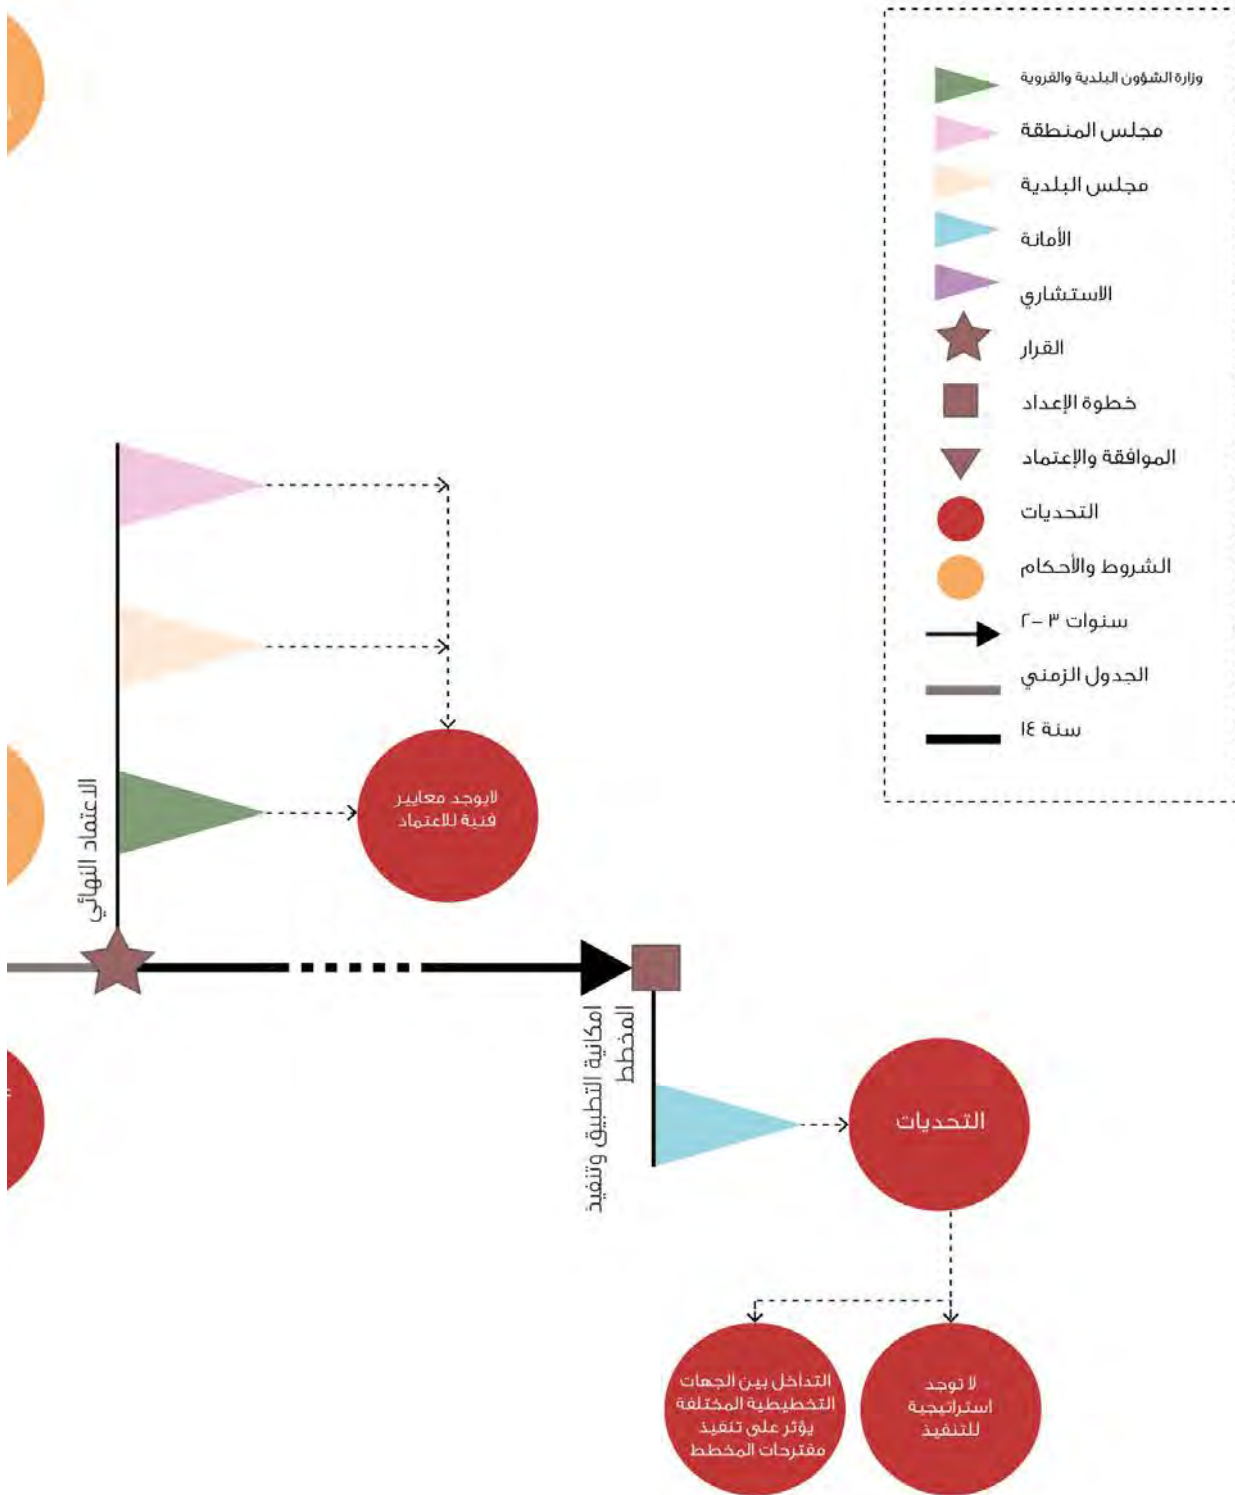 وزارة الشؤون البلدية والقروية
مجلس المنطقة
مجلس البلدية
الأمانة
الاستشاري
القرار
خطوة الإعداد
الموافقة والإعتماد
التحديات
الشروط والأحكام
سنوات ٣ -٢
الجدول الزمني
سنة ١٤
الاعتماد النهائي
لايوجد معايير
فنية للاعتماد
امكانية التطبيق وتنفيذ
المخطط
التحديات
لا توجد
استراتيجية
للتنفيذ
التداخل بين الجهات
التخطيطية المختلفة
يؤثر على تنفيذ
مقترحات المخطط